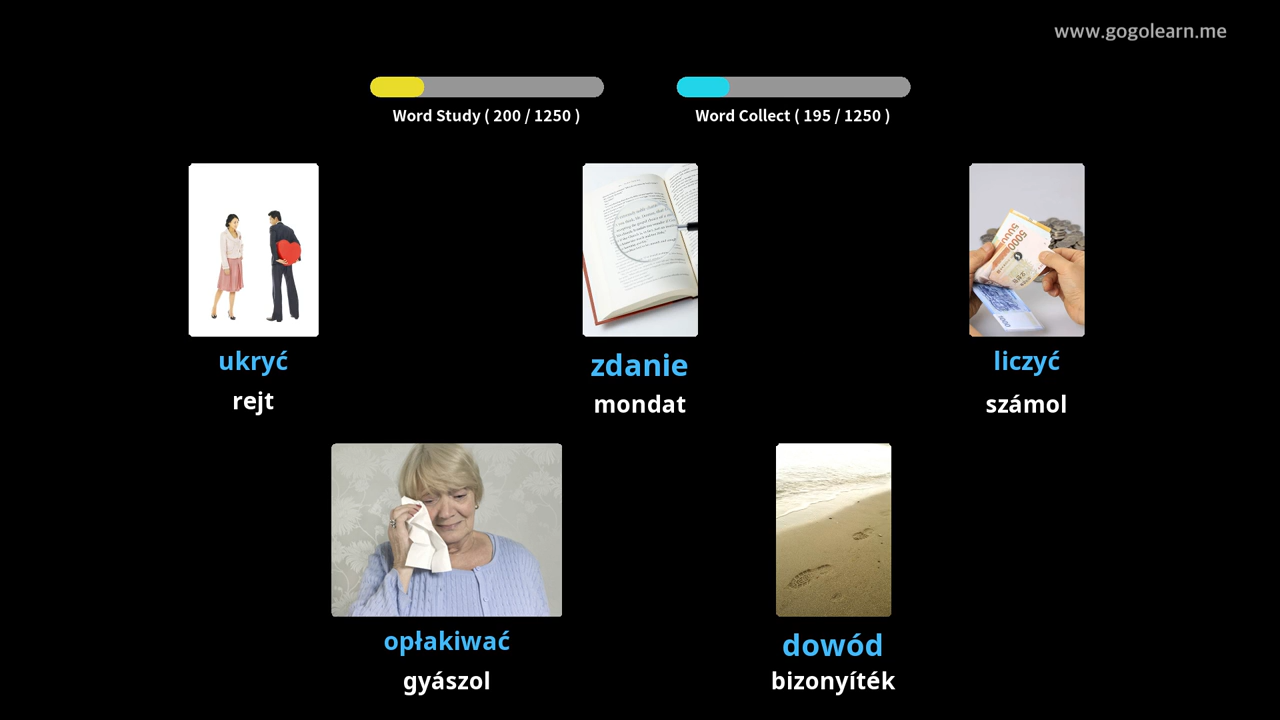 www.gogolearn.me
Word Study ( 200 / 1250 )
Word Collect ( 195 / 1250 )
ukryć
zdanie
liczyć
rejt
mondat
számol
opłakiwać
dowód
gyászol
bizonyíték